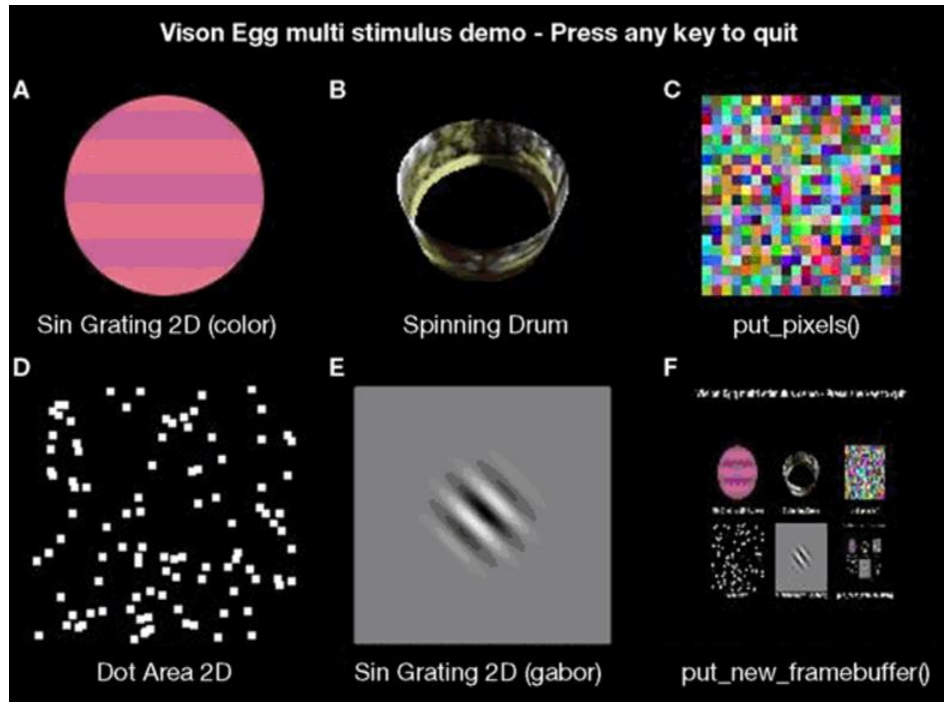 Vison Egg multi stimulus demo - Press any key to quit
A
B
C
Sin Grating 2D (color)
Spinning Drum
put_pixels()
D
E
F
Dot Area 2D
Sin Grating 2D (gabor)
put_new_framebuffer()